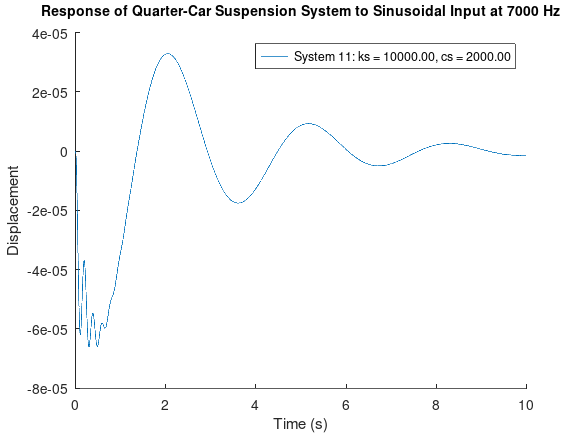 Response of Quarter-Car Suspension System to Sinusoidal Input at 7000 Hz
System 11: ks = 10000.00, cs = 2000.00
4e-05
2e-05
0
-2e-05
-4e-05
-6e-05
-8e-05
Displacement
0
2
4
6
8
10
Time (s)